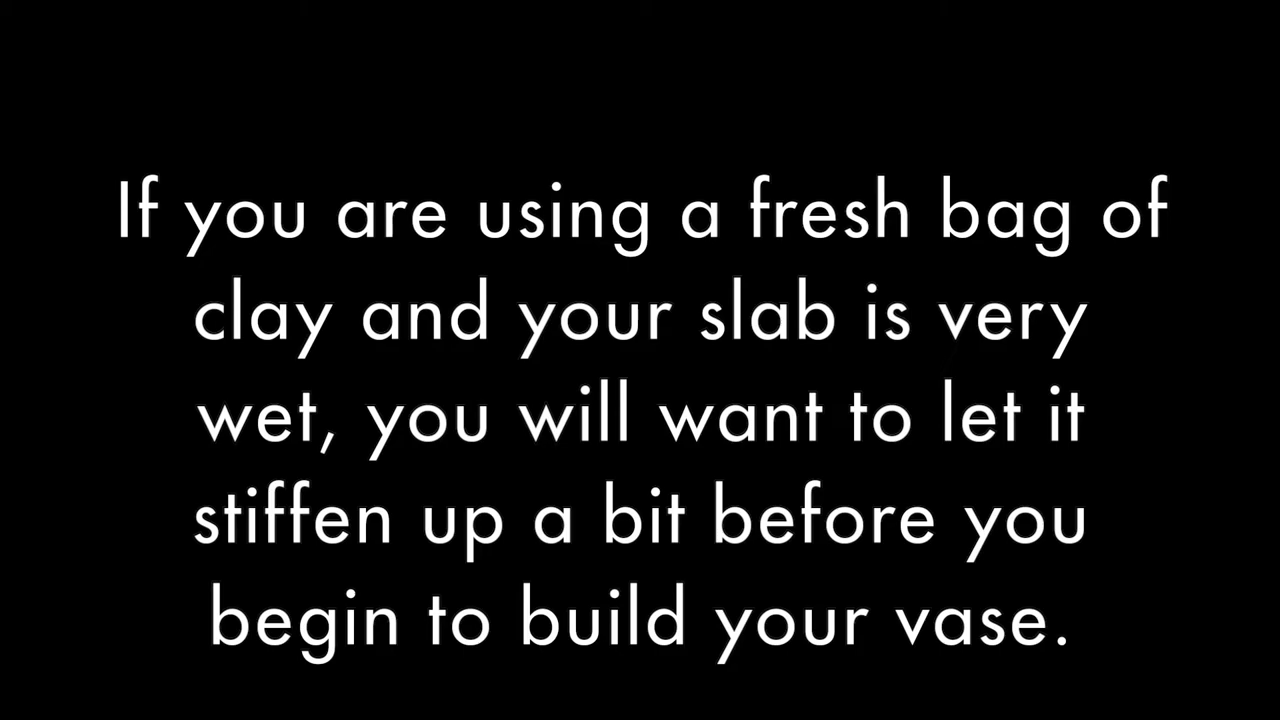 If you are using a fresh bag of
clay and your slab is very
wet, you will want to let it
stiffen up a bit before you
begin to build your vase.